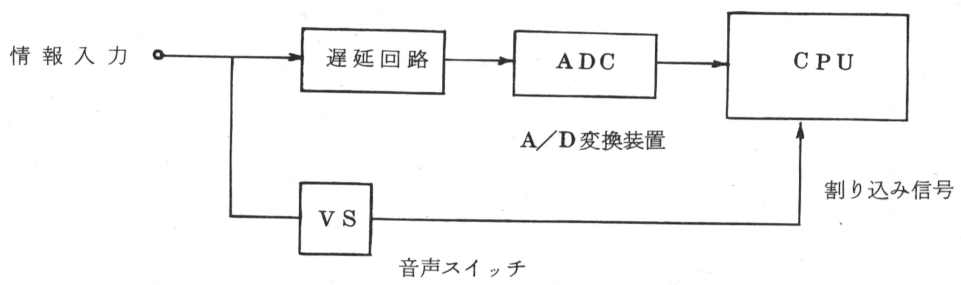 情報入力
遅延回路
ADC
CPU
A/D変換装置
割り込み信号
VS
音声スイッチ